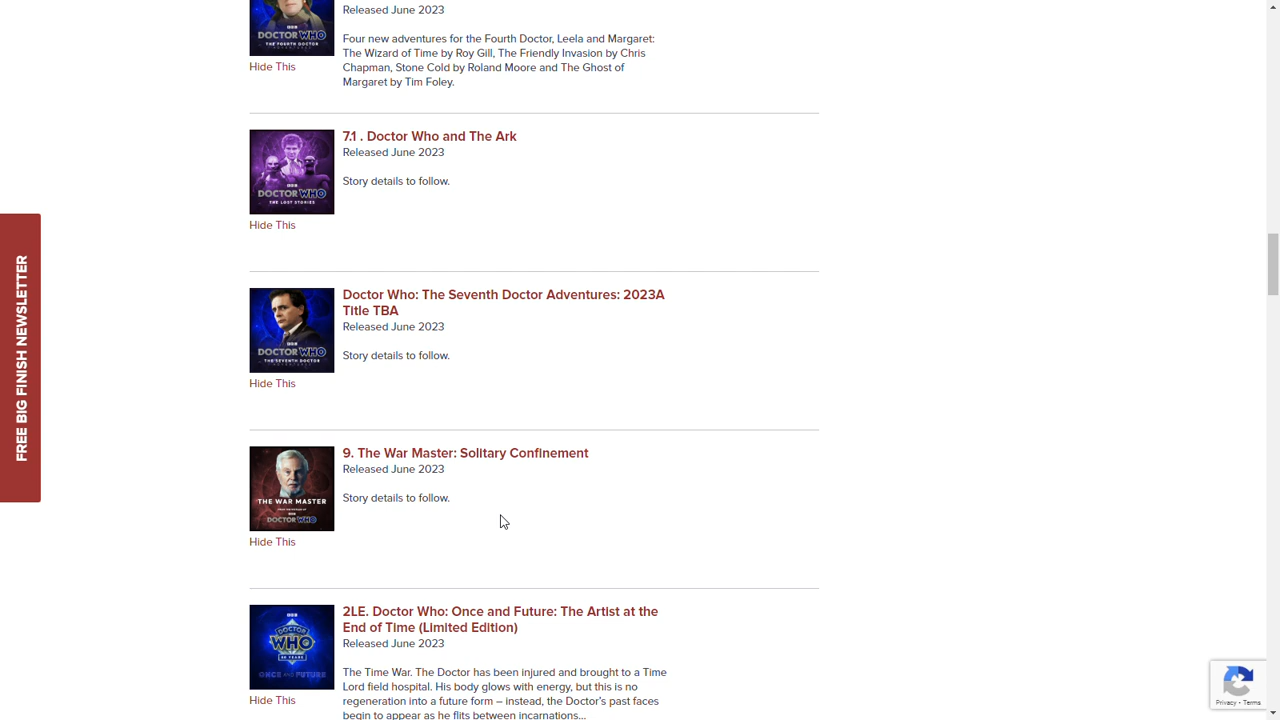 Released June 2023
Four new adventures for the Fourth Doctor, Leela and Margaret:
The Wizard of Time by Roy Gill, The Friendly Invasion by Chris
Chapman, Stone Cold by Roland Moore and The Ghost of
Margaret by Tim Foley.
DOCTOR WHO
THE FOURTH DOCTOR
ADVENTURES
Hide This
7.1 . Doctor Who and The Ark
Released June 2023
Story details to follow.
BBC
DOCTOR WHO
THE LOST STORIES
Hide This
Doctor Who: The Seventh Doctor Adventures: 2023A
Title TBA
Released June 2023
Story details to follow.
BBC
DOCTOR WHO
THE SEVENTH DOCTOR
ADVENTURES
Hide This
9. The War Master: Solitary Confinement
Released June 2023
Story details to follow.
THE WAR MASTER
DOCTOR WHO
Hide This
2LE. Doctor Who: Once and Future: The Artist at the
End of Time (Limited Edition)
Released June 2023
The Time War. The Doctor has been injured and brought to a Time
Lord field hospital. His body glows with energy, but this is no
regeneration into a future form – instead, the Doctor's past faces
begin to appear as he flits between incarnations...
BBC
DOCTOR
WHO
60 YEARS
ONCE and FUTURE
Hide This
FREE BIG FINISH NEWSLETTER
Privacy - Terms